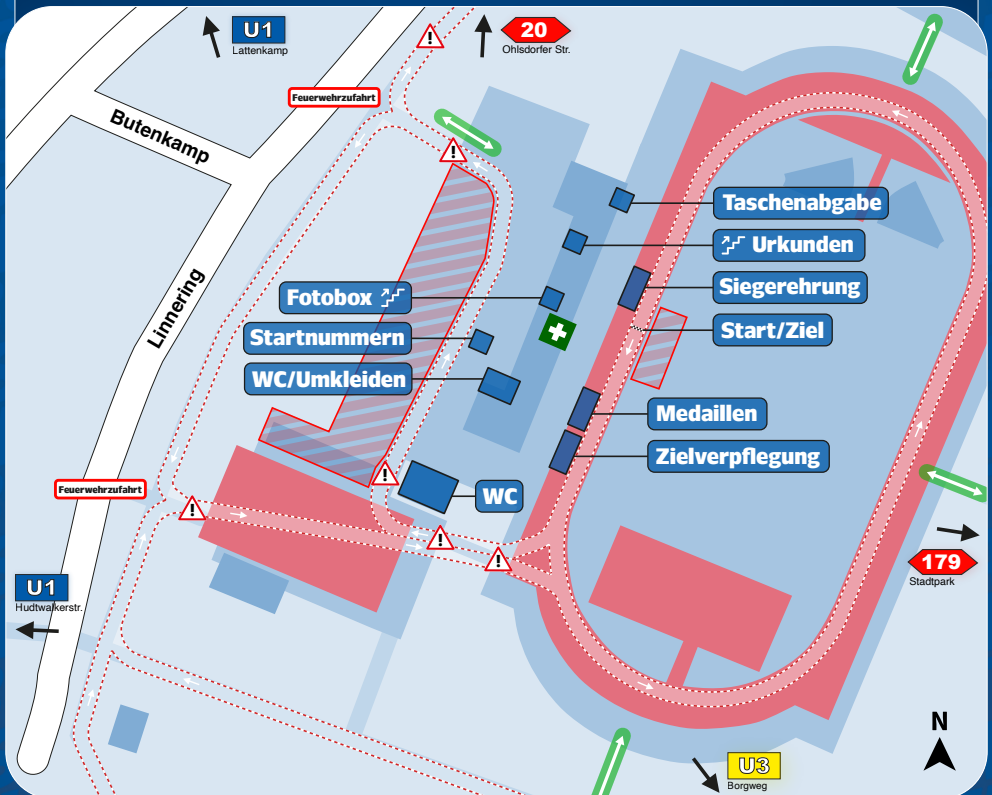 U1
Lattenkamp
20
Ohlsdorfer Str.
Feuerwehrzufahrt
Butenkamp
!
!
Taschenabgabe
Urkunden
Linnering
Fotobox
Siegerehrung
Startnummern
Start/Ziel
WC/Umkleiden
Medaillen
Zielverpflegung
!
Feuerwehrzufahrt
WC
!
!
!
179
Stadtpark
U1
Hudtwalkerstr.
N
U3
Borgweg